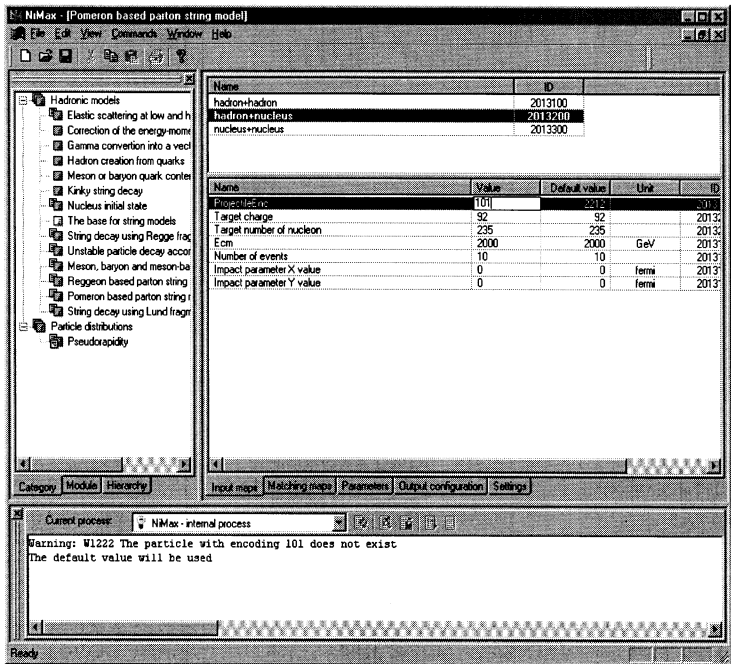 NiMax - [Pomeron based parton string model]
File Edit View Commands Window Help
Hadronic models
Elastic scattering at low and h
Correction of the energy-mome
Gamma convertion into a vect
Hadron creation from quarks
Meson or baryon quark conter
Kinky string decay
Nucleus initial state
The base for string models
String decay using Regge frag
Unstable particle decay accor
Meson, baryon and meson-ba
Reggeon based parton string
Pomeron based parton string r
String decay using Lund fragm
Particle distributions
Pseudorapidity
Category Module Hierarchy
Name ID
hadron+hadron 2013100
hadron+nucleus 2013200
nucleus+nucleus 2013300
Name Value Default value Unit ID
ProjectileEnc 101 2212
Target charge 92 92 2013
Target number of nucleon 235 235 2013
Ecm 2000 2000 GeV 2013
Number of events 10 10 2013
Impact parameter X value 0 0 fermi 2013
Impact parameter Y value 0 0 fermi 2013
Input maps Matching maps Parameters Output configuration Settings
Current process: NiMax - internal process
Warning: W1222 The particle with encoding 101 does not exist
The default value will be used
Ready